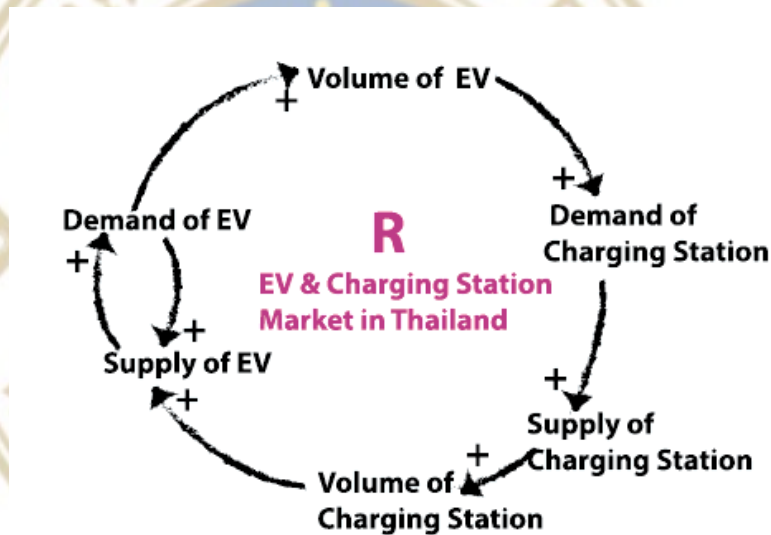 Volume of EV
+
+
Demand of
Charging Station
Demand of EV
+
R
EV & Charging Station
Market in Thailand
+
Supply of EV
+
+
Supply of
Charging Station
+
Volume of
Charging Station